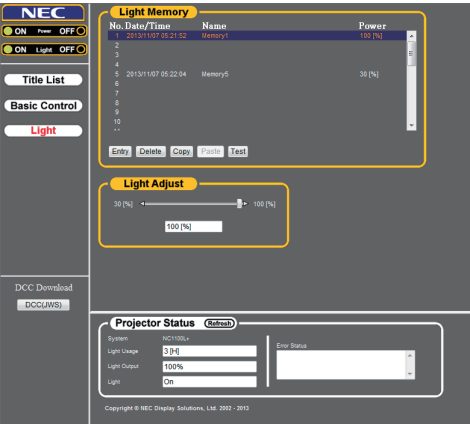 NEC
ON Power OFF
ON Light OFF
Title List
Basic Control
Light
DCC Download
DCC(JWS)
Light Memory
No. Date/Time Name Power
1 2013/11/07 05:21:52 Memory1 100 [%]
2
3
4
5 2013/11/07 05:22:04 Memory5 30 [%]
6
7
8
9
10
Entry Delete Copy Paste Test
Light Adjust
30 [%] 100 [%]
100 [%]
Projector Status Refresh
System NC1100L+
Light Usage 3 [H]
Light Output 100%
Light On
Error Status
Copyright © NEC Display Solutions, Ltd. 2002 - 2013